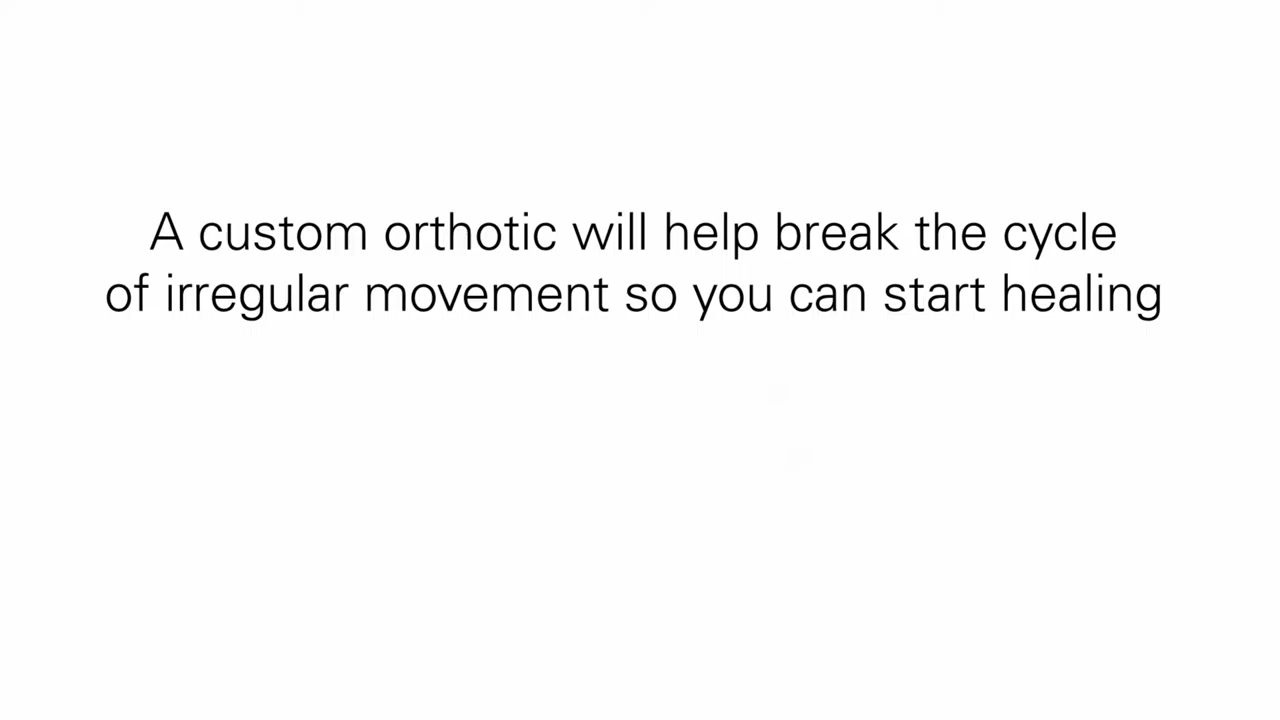 A custom orthotic will help break the cycle
of irregular movement so you can start healing